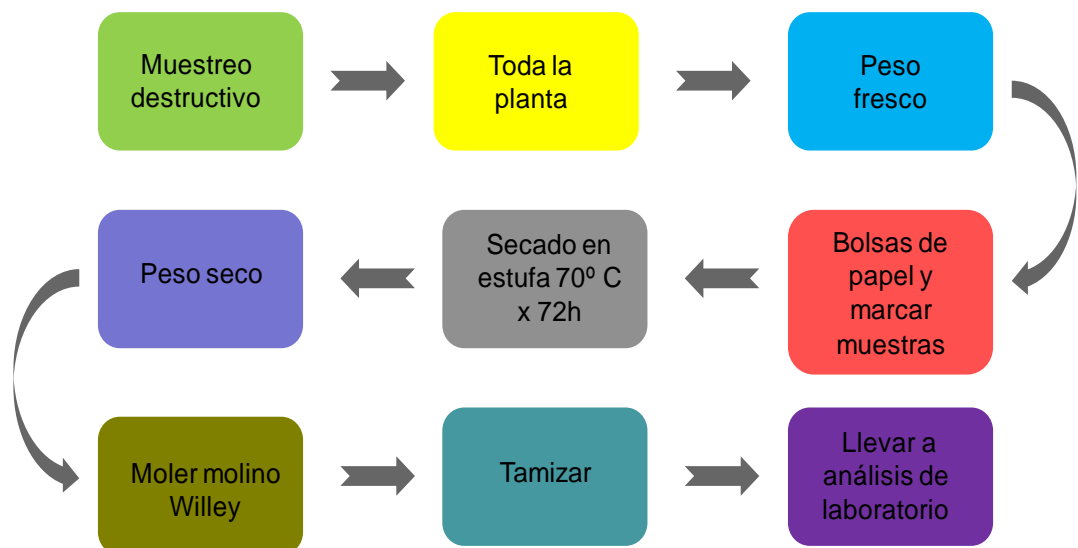 Muestreo
destructivo
Toda la
planta
Peso
fresco
Bolsas de
papel y
marcar
muestras
Secado en
estufa 70º C
x 72h
Peso seco
Moler molino
Willey
Tamizar
Llevar a
análisis de
laboratorio